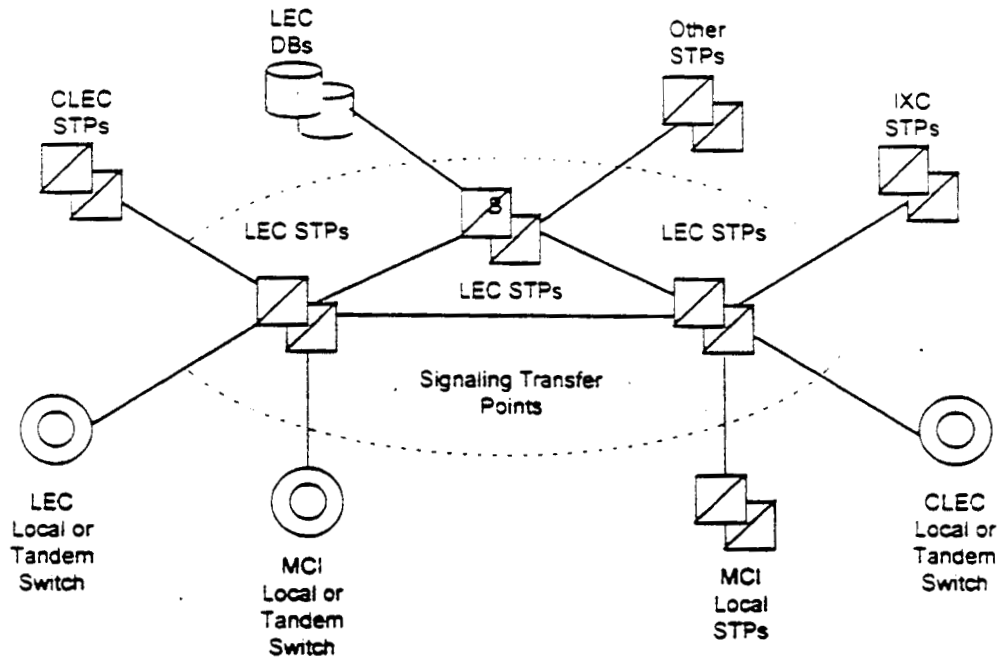 LEC
DBs
Other
STPs
CLEC
STPs
IXC
STPs
8
LEC STPs
LEC STPs
LEC STPs
Signaling Transfer
Points
LEC
Local or
Tandem
Switch
MCI
Local or
Tandem
Switch
MCI
Local
STPs
CLEC
Local or
Tandem
Switch